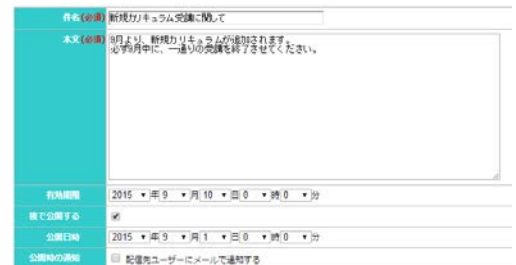 件名(必須) 新規カリキュラム受講に関して
本文(必須) 9月より、新規カリキュラムが追加されます。
必ず9月中に、一通りの受講を終了させてください。
有効期限 2015 年 9 月 10 日 0 時 0 分
後で公開する
公開日時 2015 年 9 月 1 日 0 時 0 分
公開時の通知 配信先ユーザーにメールで通知する